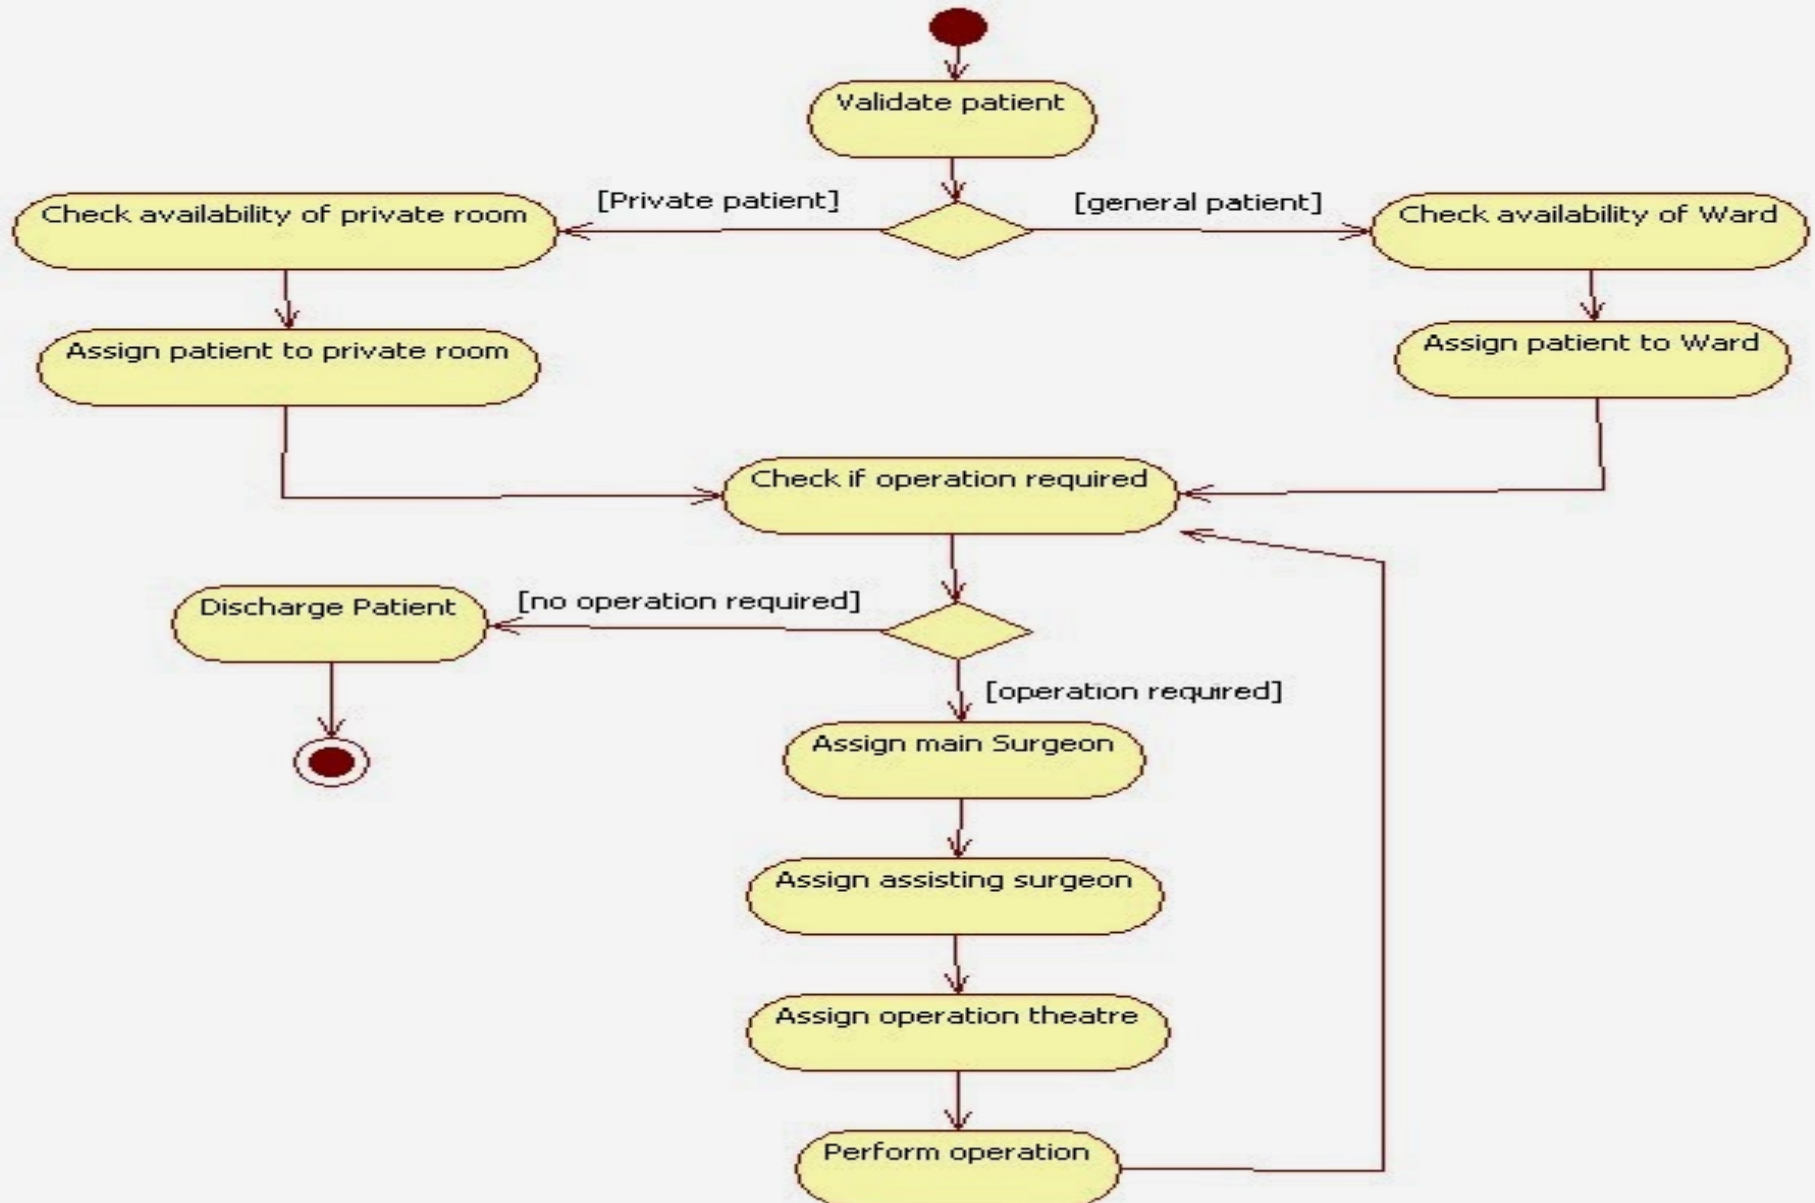 Validate patient
[Private patient]
[general patient]
Check availability of private room
Check availability of Ward
Assign patient to private room
Assign patient to Ward
Check if operation required
Discharge Patient
[no operation required]
[operation required]
Assign main Surgeon
Assign assisting surgeon
Assign operation theatre
Perform operation